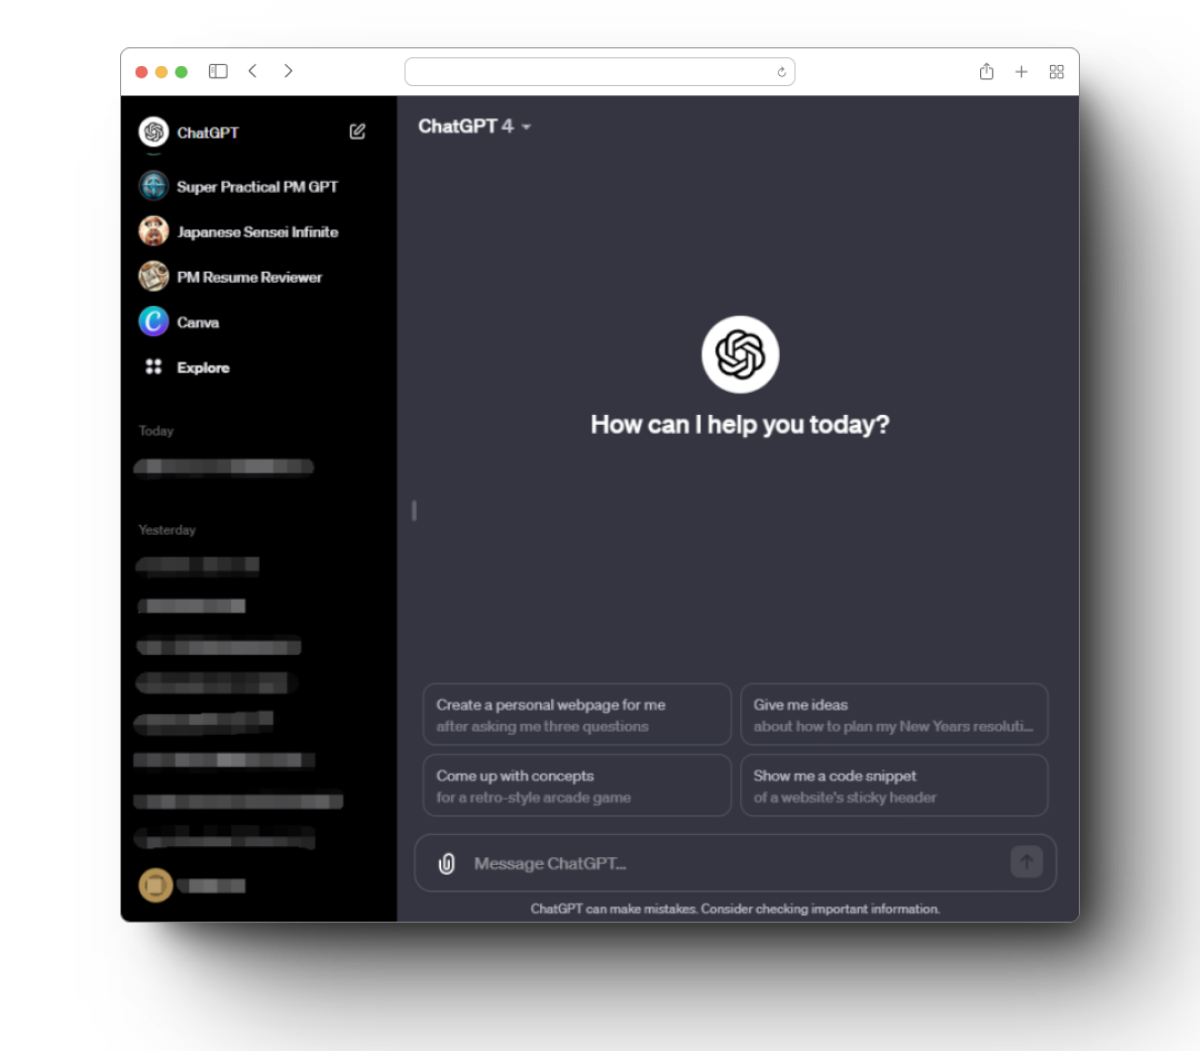 ChatGPT
Super Practical PM GPT
Japanese Sensei Infinite
PM Resume Reviewer
Canva
Explore
Today
Yesterday
ChatGPT 4
How can I help you today?
Create a personal webpage for me
after asking me three questions
Give me ideas
about how to plan my New Years resoluti...
Come up with concepts
for a retro-style arcade game
Show me a code snippet
of a website's sticky header
Message ChatGPT...
ChatGPT can make mistakes. Consider checking important information.